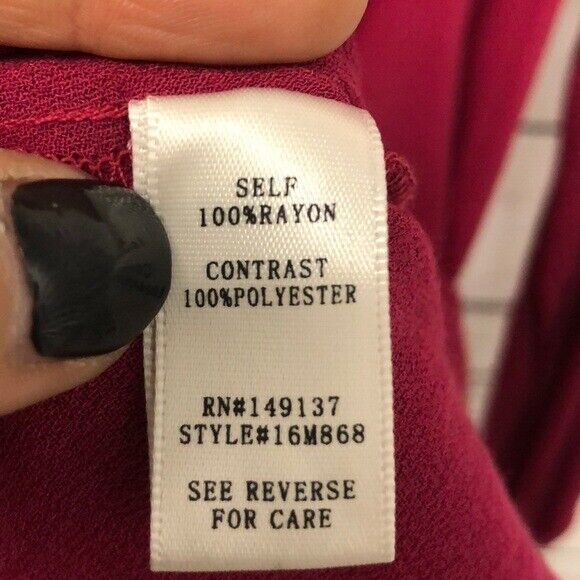 SELF
100%RAYON
CONTRAST
100%POLYESTER
RN#149137
STYLE#16M868
SEE REVERSE
FOR CARE